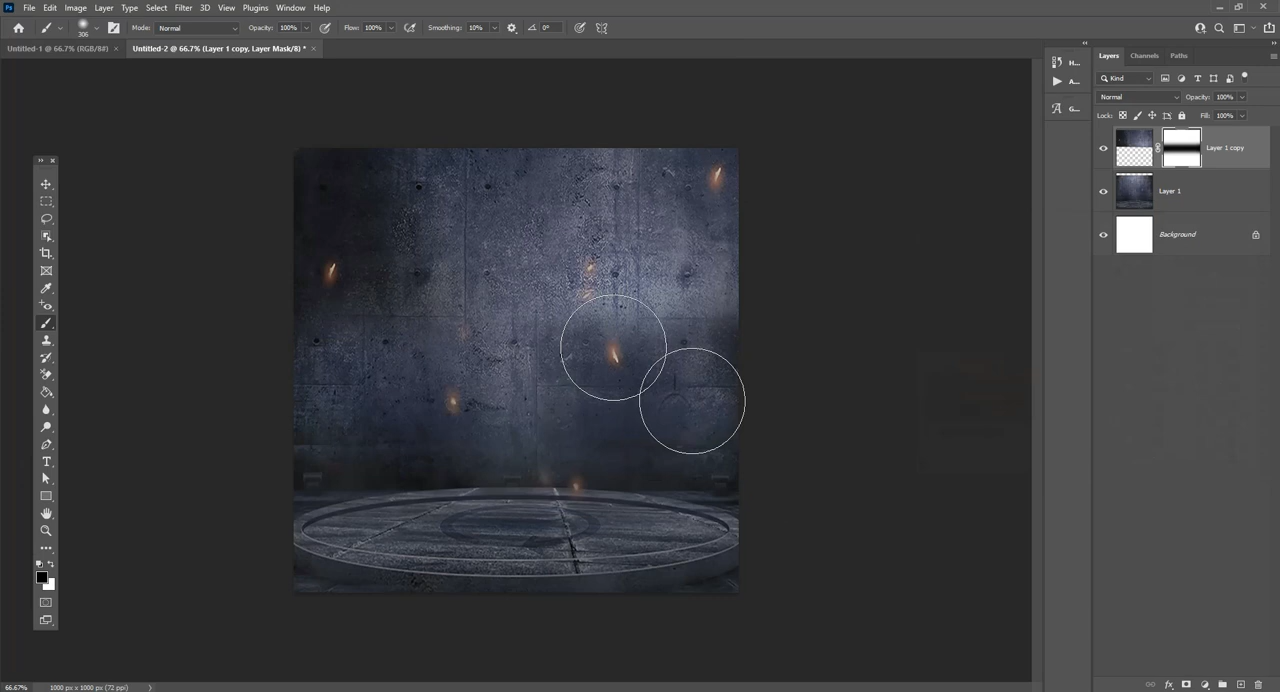 Ps File Edit Image Layer Type Select Filter 3D View Plugins Window Help
306 Mode: Normal Opacity: 100% Flow: 100% Smoothing: 10% 0°
Untitled-1 @ 66.7% (RGB/8#) × Untitled-2 @ 66.7% (Layer 1 copy, Layer Mask/8) * ×
H...
A...
G...
Layers Channels Paths
Kind
Normal Opacity: 100%
Lock: Fill: 100%
Layer 1 copy
Layer 1
Background
66.67% 1000 px x 1000 px (72 ppi)